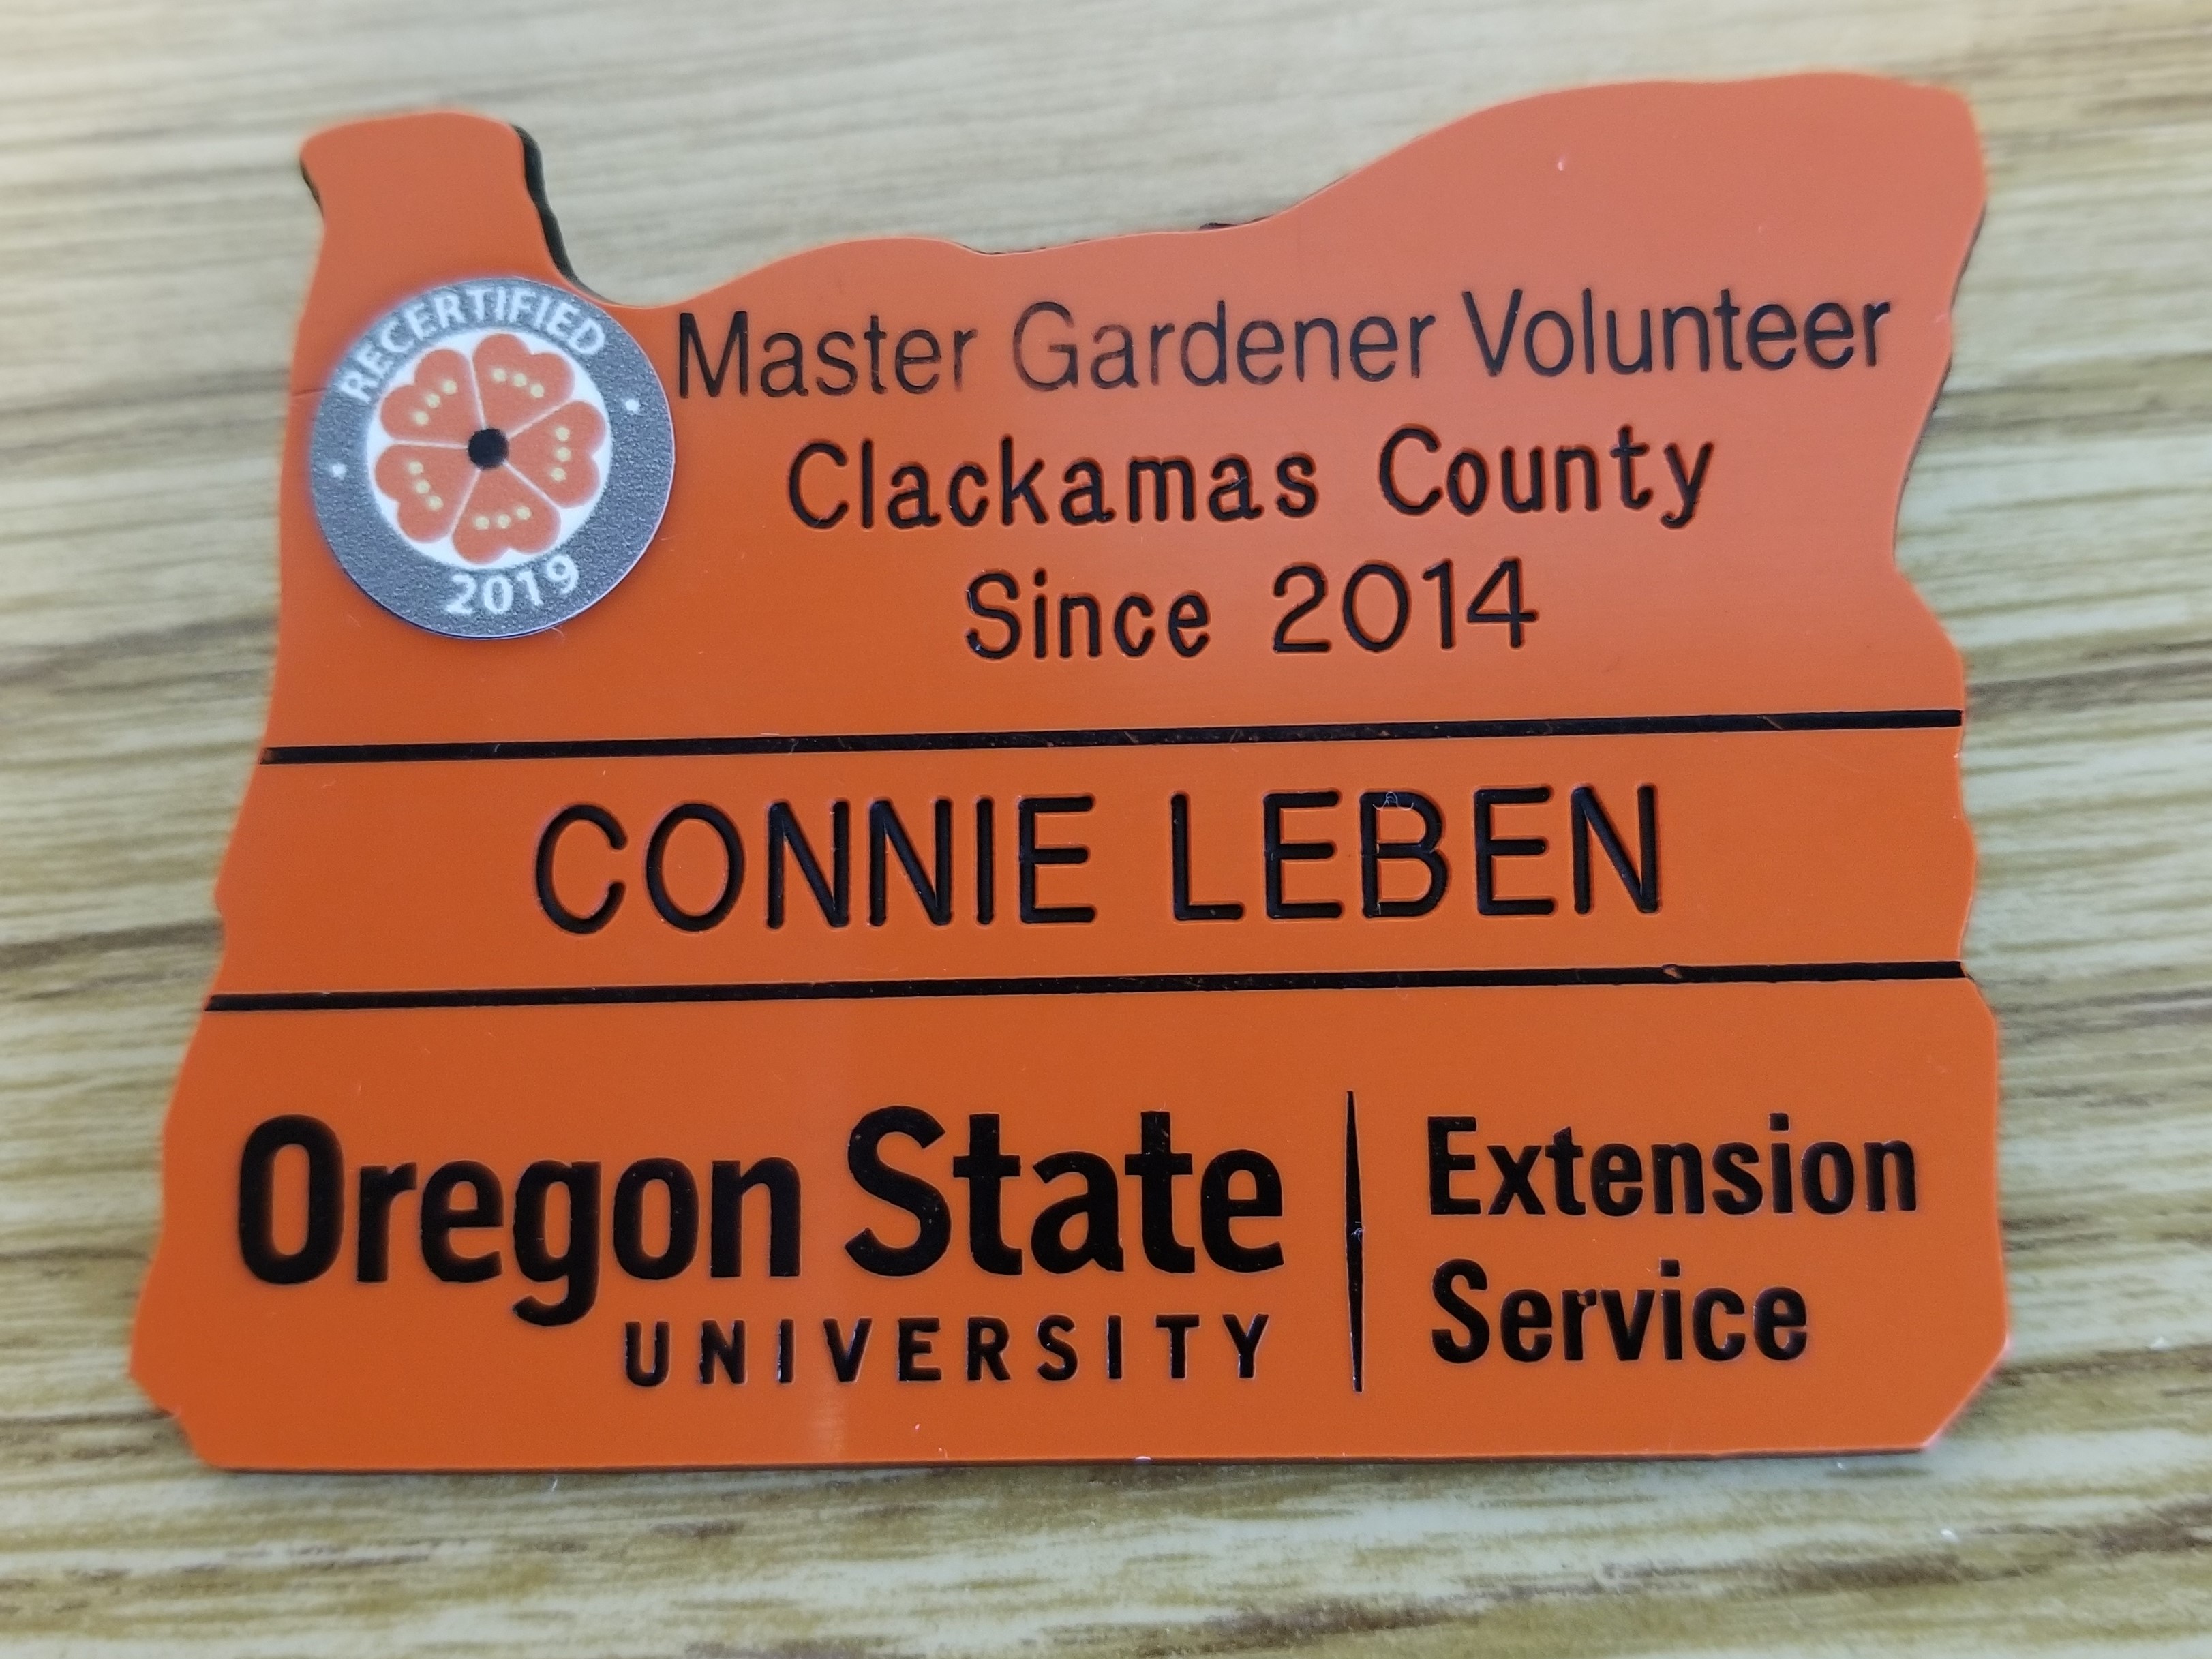 RECERTIFIED
2019
Master Gardener Volunteer
Clackamas County
Since 2014
CONNIE LEBEN
Oregon State
UNIVERSITY
Extension
Service